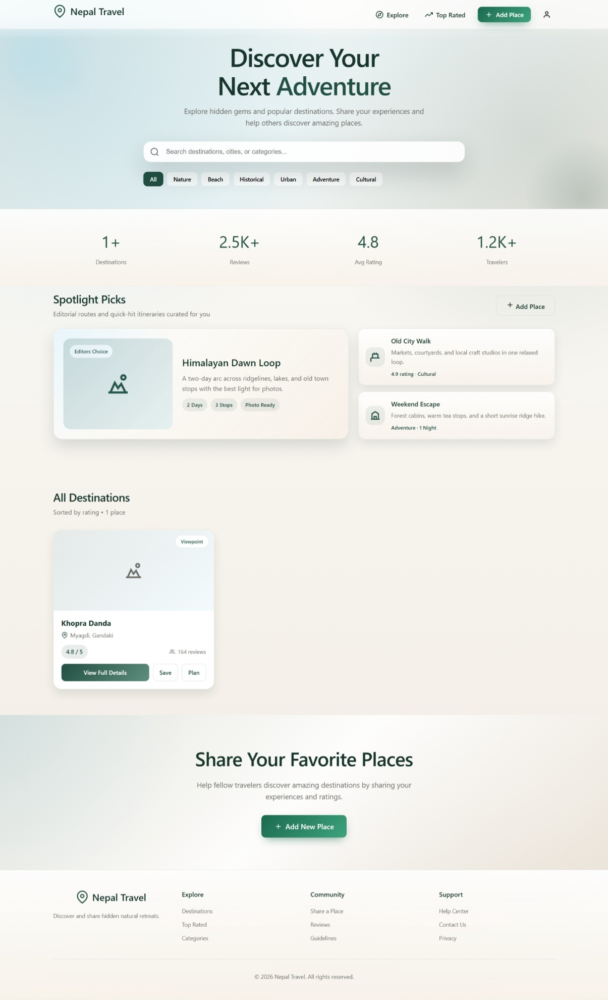 Nepal Travel
Explore
Top Rated
+ Add Place
Discover Your
Next Adventure
Explore hidden gems and popular destinations. Share your experiences and
help others discover amazing places.
Search destinations, cities, or categories...
All
Nature
Beach
Historical
Urban
Adventure
Cultural
1+
Destinations
2.5K+
Reviews
4.8
Avg Rating
1.2K+
Travelers
Spotlight Picks
Editorial routes and quick-hit itineraries curated for you
+ Add Place
Editors Choice
Himalayan Dawn Loop
A two-day arc across ridgelines, lakes, and old town
stops with the best light for photos.
2 Days
3 Stops
Photo Ready
Old City Walk
Markets, courtyards, and local craft studios in one relaxed
loop.
4.9 rating · Cultural
Weekend Escape
Forest cabins, warm tea stops, and a short sunrise ridge hike.
Adventure · 1 Night
All Destinations
Sorted by rating • 1 place
Viewpoint
Khopra Danda
Myagdi, Gandaki
4.8 / 5
164 reviews
View Full Details
Save
Plan
Share Your Favorite Places
Help fellow travelers discover amazing destinations by sharing your
experiences and ratings.
+ Add New Place
Nepal Travel
Discover and share hidden natural retreats.
Explore
Destinations
Top Rated
Categories
Community
Share a Place
Reviews
Guidelines
Support
Help Center
Contact Us
Privacy
© 2026 Nepal Travel. All rights reserved.